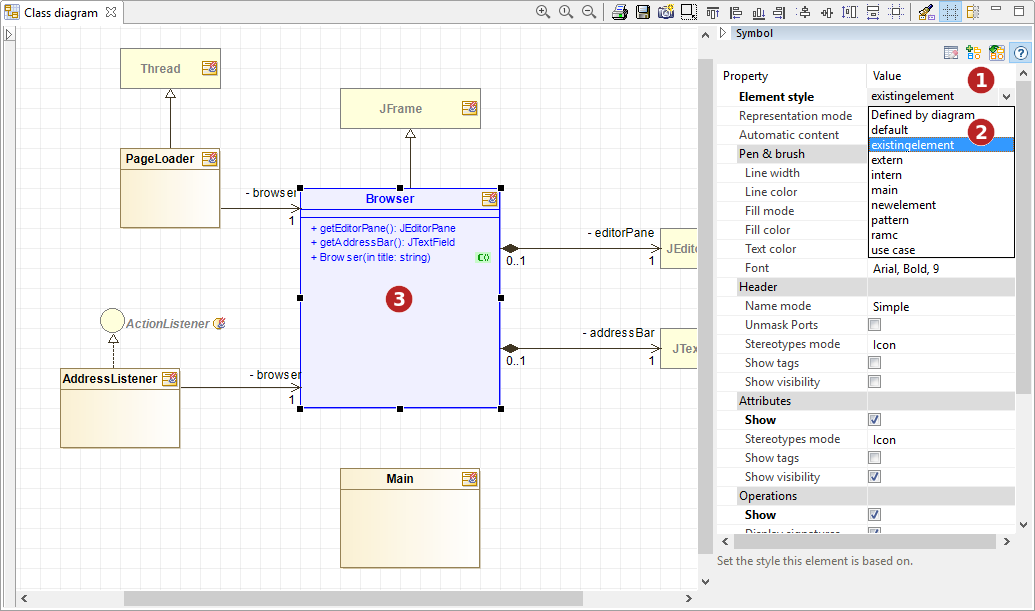 Class diagram
Thread
JFrame
PageLoader
- browser
1
Browser
+ getEditorPane(): JEditorPane
+ getAddressBar(): JTextField
+ Browser(in title: string)
- editorPane
0..1
1
JEdito
3
ActionListener
- addressBar
0..1
1
JTex
AddressListener
- browser
1
Main
Symbol
Property Value
1
Element style existingelement
Representation mode
Automatic content
Pen & brush
Line width
Line color
Fill mode
Fill color
Text color
Defined by diagram
default
2
existingelement
extern
intern
main
newelement
pattern
ramc
use case
Font Arial, Bold, 9
Header
Name mode Simple
Unmask Ports
Stereotypes mode Icon
Show tags
Show visibility
Attributes
Show
Stereotypes mode Icon
Show tags
Show visibility
Operations
Show
Display signatures
Set the style this element is based on.